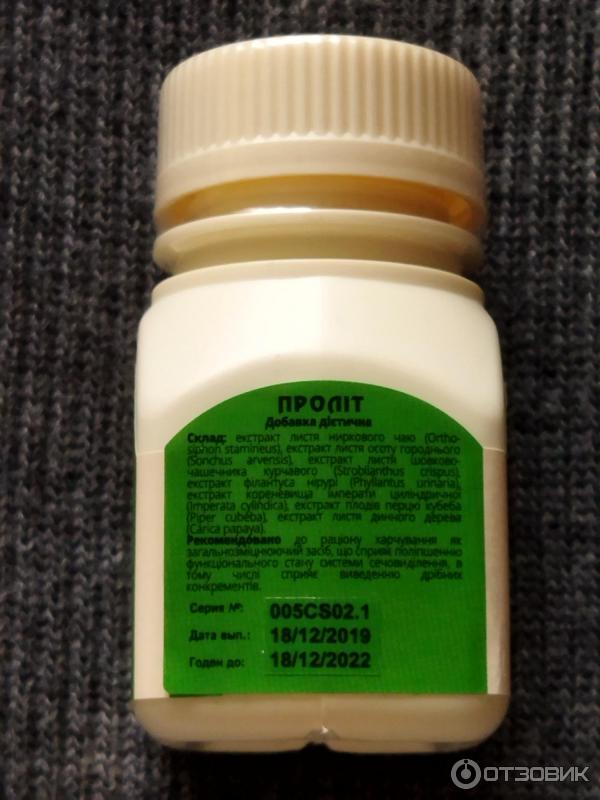 ПРОЛІТ
Добавка дієтична
Склад: екстракт листя ниркового чаю (Ortho-
siphon stamineus), екстракт листя осоту городнього
(Sonchus arvensis), екстракт листя шовково-
чашечника курчавого (Strobilanthus crispus),
екстракт філантуса нірурі (Phyllantus urinaria),
екстракт кореневища імперати циліндричної
(Imperata cylindica), екстракт плодів перцю кубеба
(Piper cubeba), екстракт листя динного дерева
(Carica papaya).
Рекомендовано до раціону харчування як
загальнозміцнюючий засіб, що сприяє поліпшенню
функціонального стану системи сечовиділення, в
тому числі сприяє виведенню дрібних
конкрементів.
Серия №: 005CS02.1
Дата вып.: 18/12/2019
Годен до: 18/12/2022
ОТЗОВИК